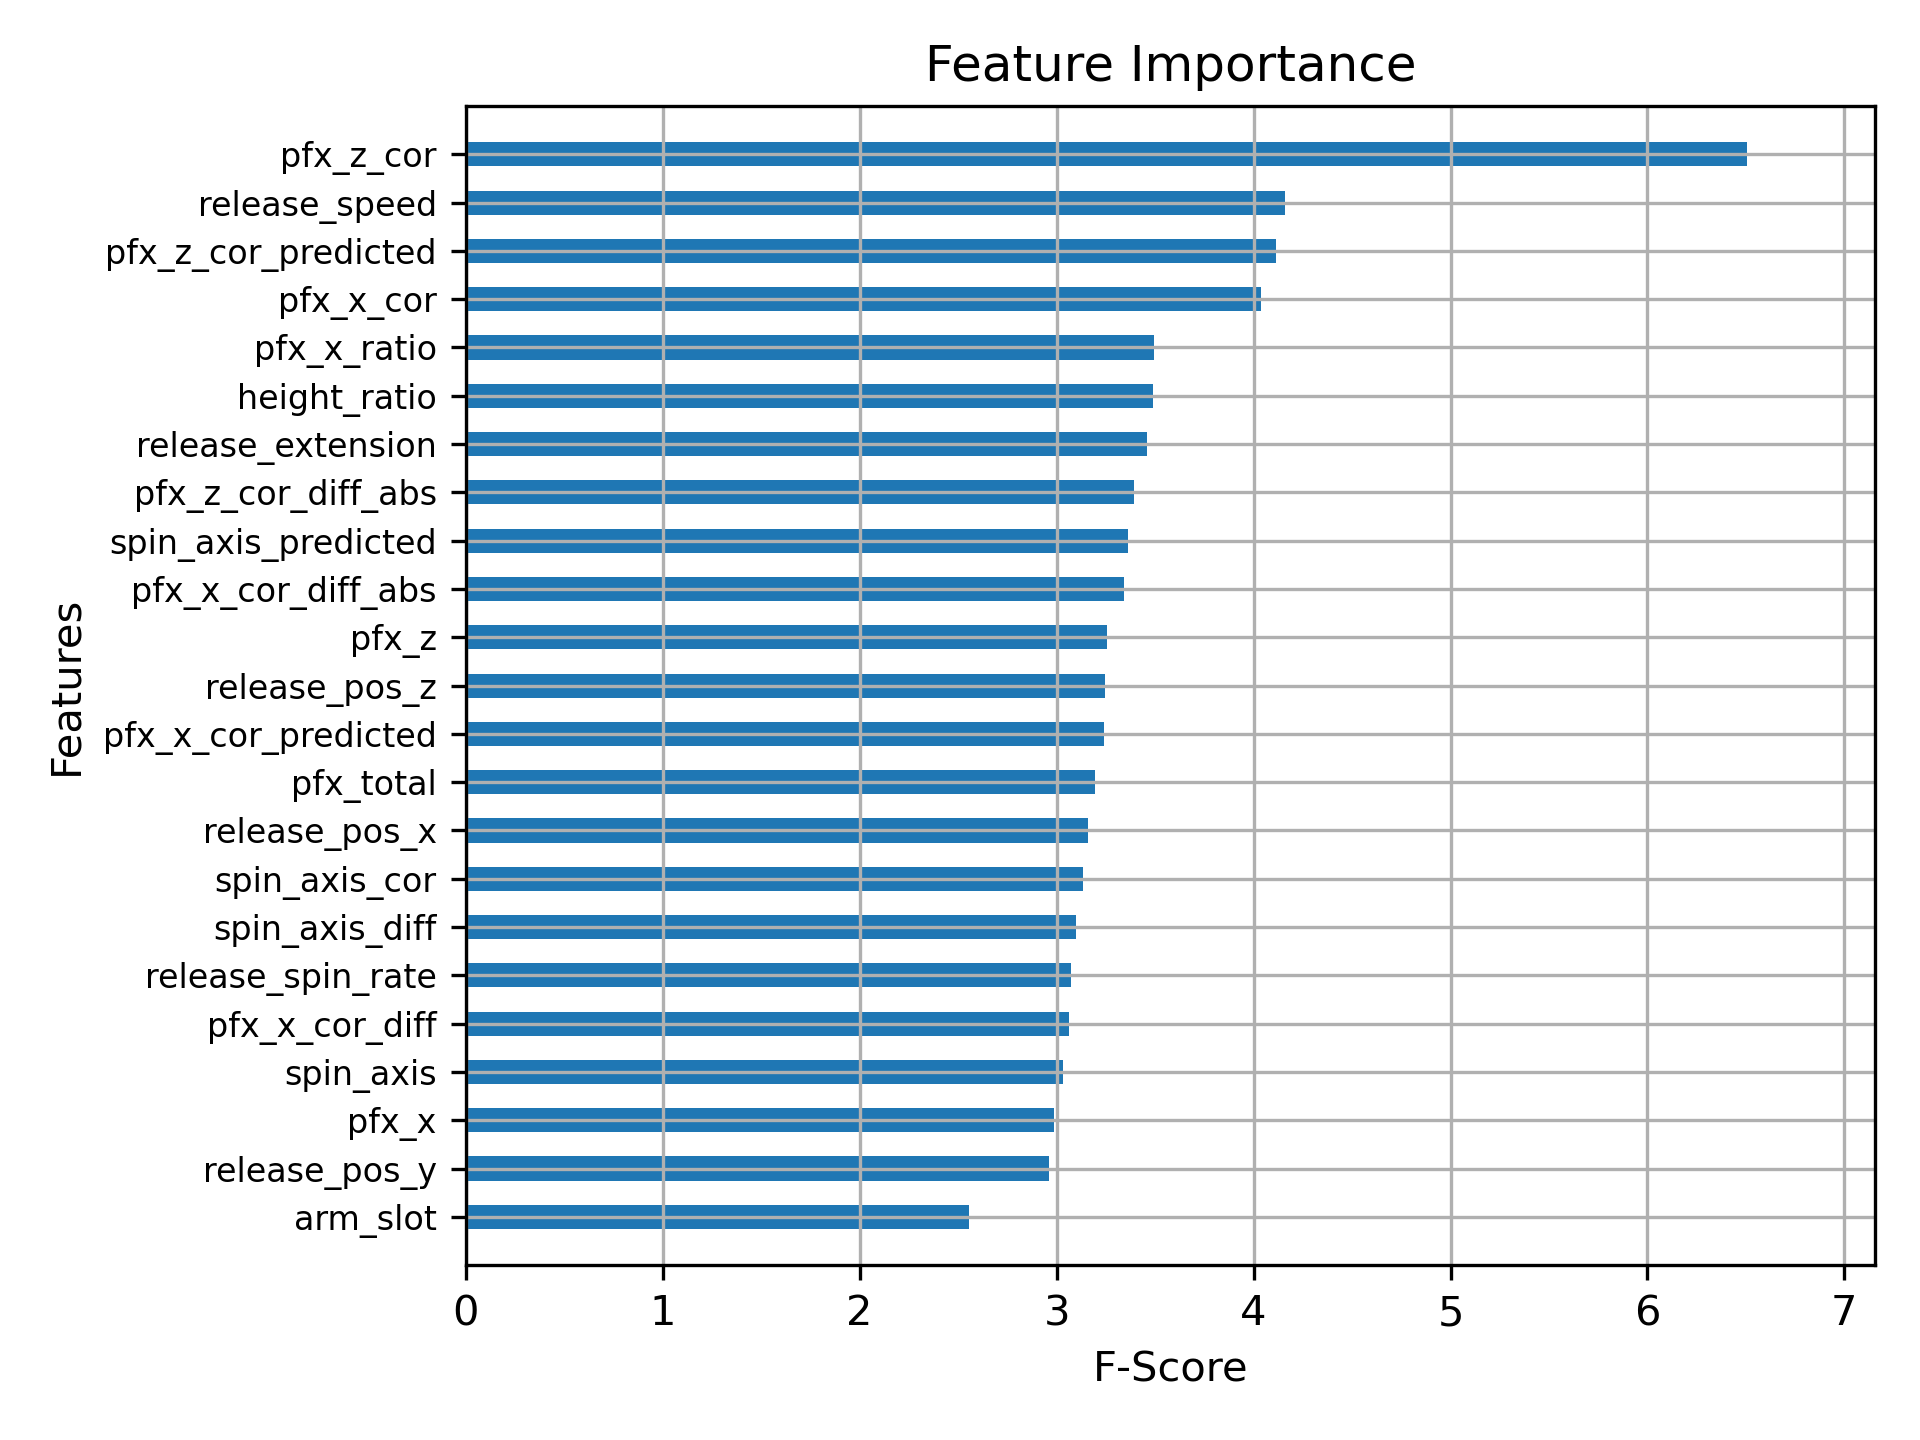 Feature Importance
pfx_z_cor
release_speed
pfx_z_cor_predicted
pfx_x_cor
pfx_x_ratio
height_ratio
release_extension
pfx_z_cor_diff_abs
spin_axis_predicted
pfx_x_cor_diff_abs
pfx_z
release_pos_z
pfx_x_cor_predicted
pfx_total
release_pos_x
spin_axis_cor
spin_axis_diff
release_spin_rate
pfx_x_cor_diff
spin_axis
pfx_x
release_pos_y
arm_slot
Features
0 1 2 3 4 5 6 7
F-Score